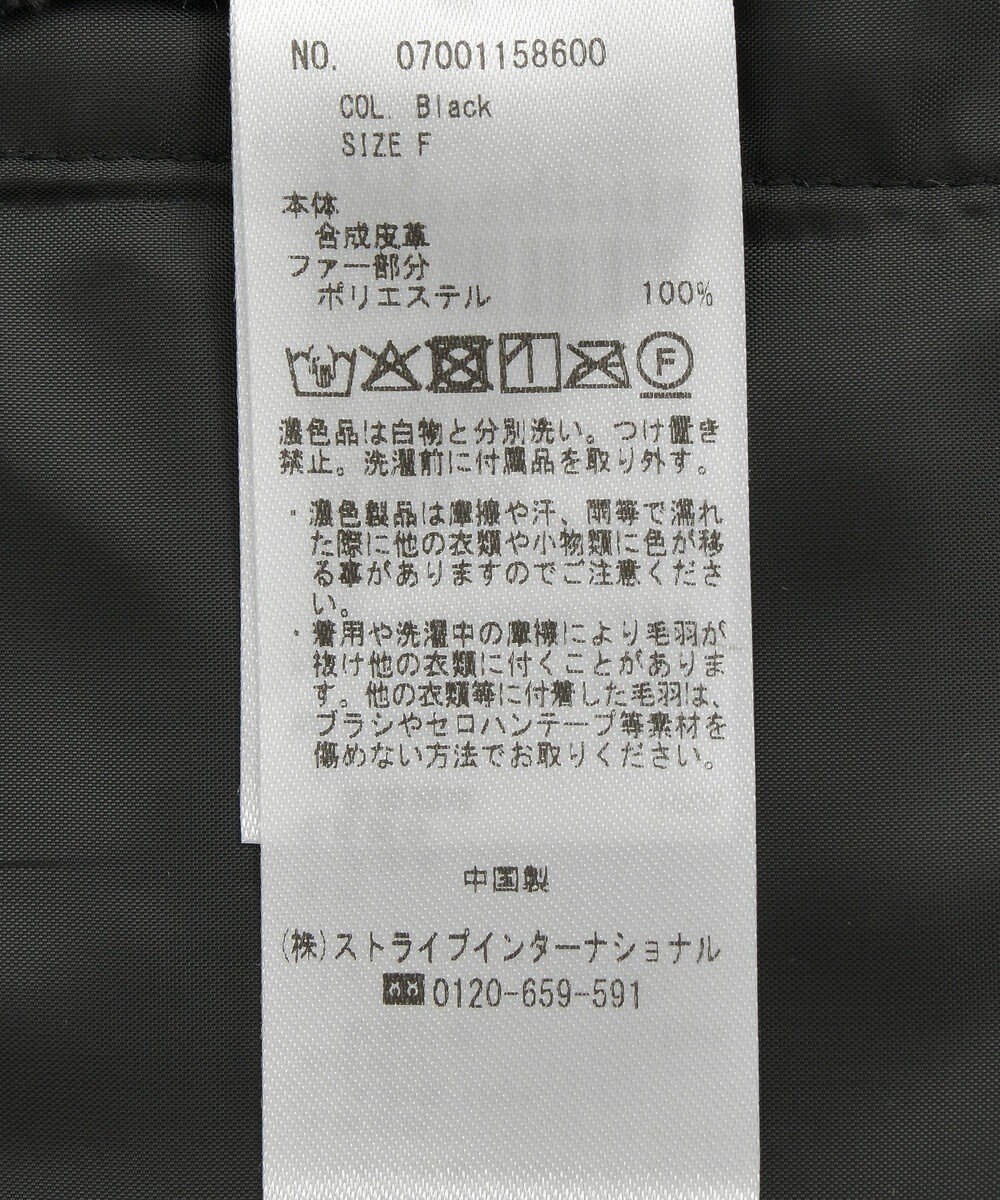 NO. 07001158600
COL. Black
SIZE F
本体
合成皮革
ファー部分
ポリエステル 100%
F
濃色品は白物と分別洗い。つけ置き
禁止。洗濯前に付属品を取り外す。
・濃色製品は摩擦や汗、雨等で濡れ
た際に他の衣類や小物類に色が移
る事がありますのでご注意くださ
い。
・着用や洗濯中の摩擦により毛羽が
抜け他の衣類に付くことがありま
す。他の衣類等に付着した毛羽は、
ブラシやセロハンテープ等素材を
傷めない方法でお取りください。
中国製
(株)ストライプインターナショナル
0120-659-591